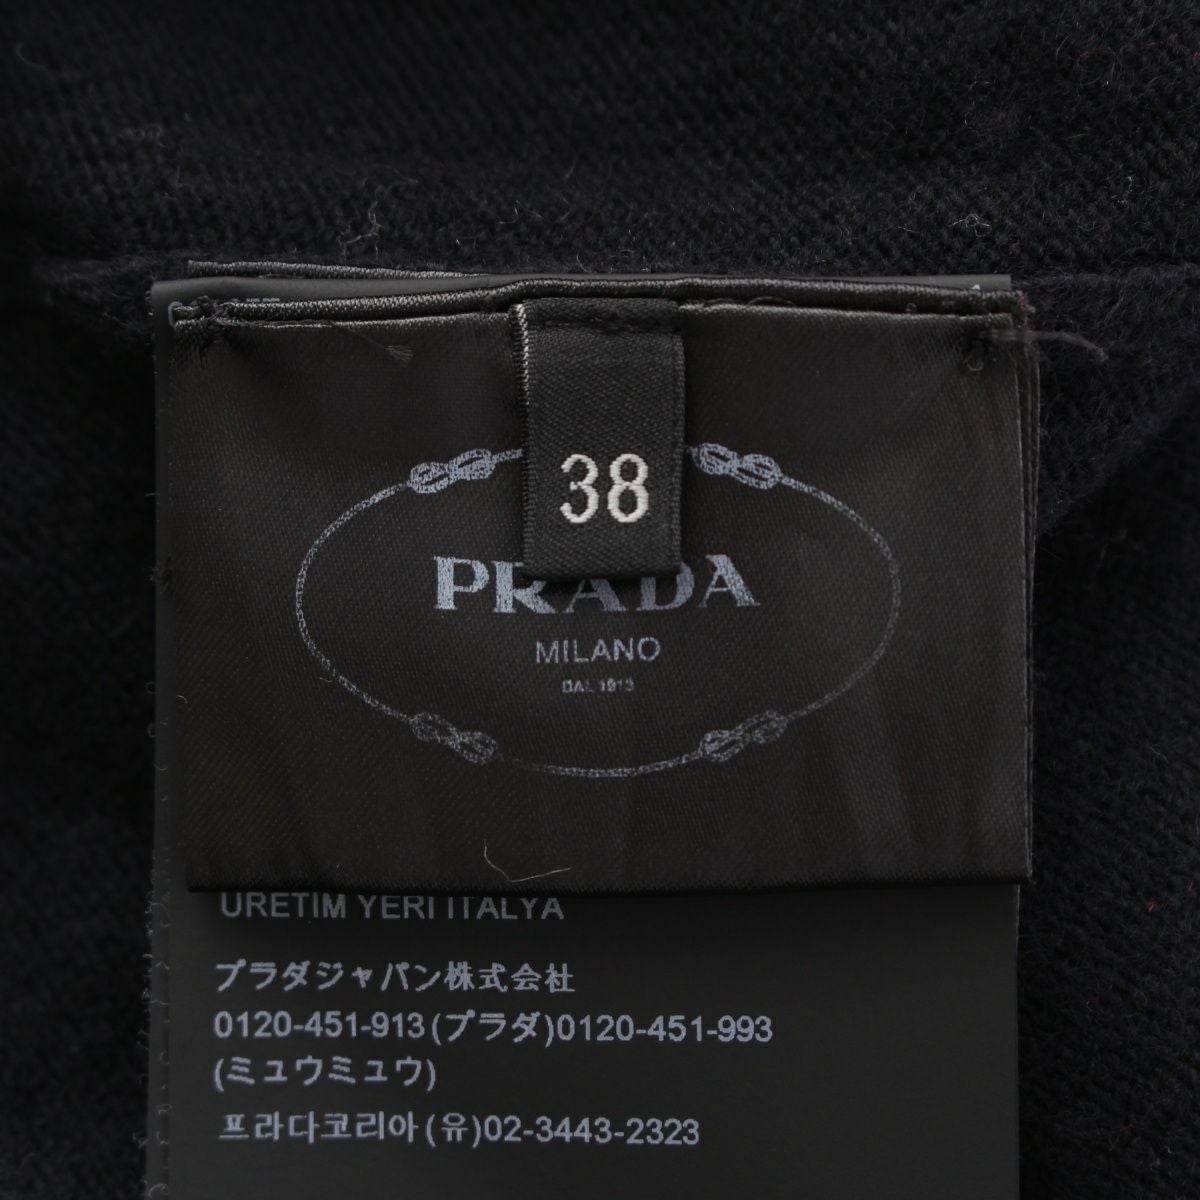 38
PRADA
MILANO
DAL 1913
URETIM YERI ITALYA
プラダジャパン株式会社
0120-451-913(プラダ)0120-451-993
(ミュウミュウ)
프라다코리아(유)02-3443-2323